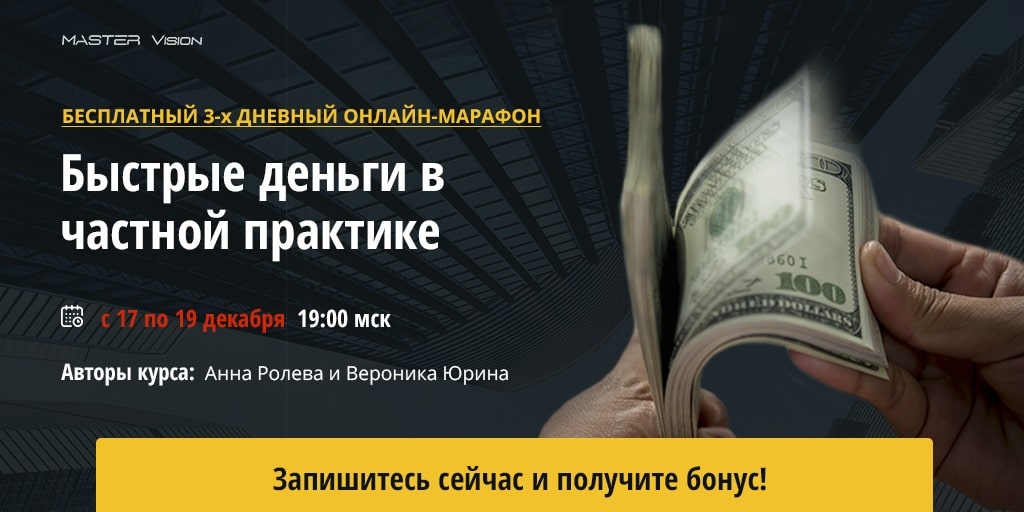 MASTER VISION
БЕСПЛАТНЫЙ 3-х ДНЕВНЫЙ ОНЛАЙН-МАРАФОН
Быстрые деньги в
частной практике
с 17 по 19 декабря 19:00 мск
Авторы курса: Анна Ролева и Вероника Юрина
100
Запишитесь сейчас и получите бонус!